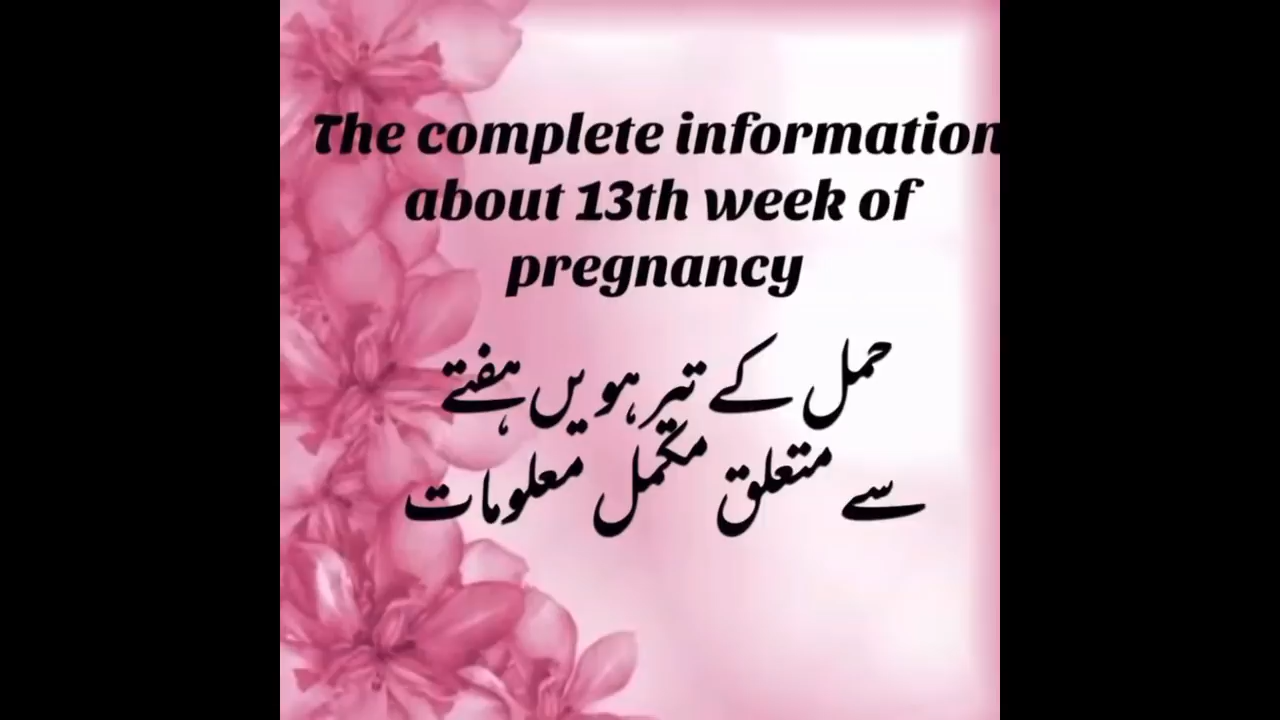 The complete information
about 13th week of
pregnancy
حمل کے تیرہویں ہفتے
سے متعلق مکمل معلومات